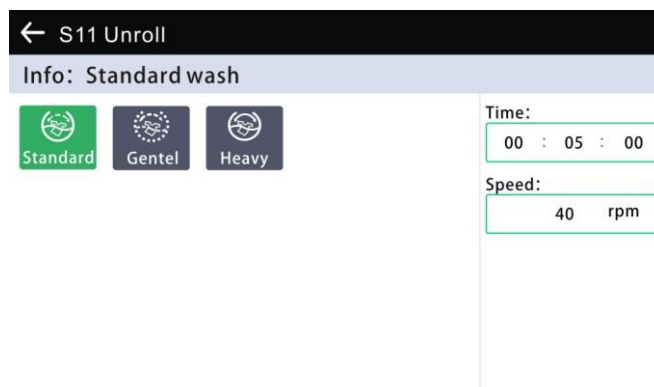 ← S11 Unroll
Info: Standard wash
Standard Gentel Heavy
Time:
00 : 05 : 00
Speed:
40 rpm